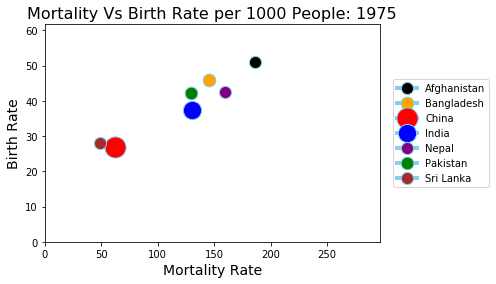 Mortality Vs Birth Rate per 1000 People: 1975
60
50
40
30
20
10
0
Birth Rate
0 50 100 150 200 250
Mortality Rate
Afghanistan
Bangladesh
China
India
Nepal
Pakistan
Sri Lanka